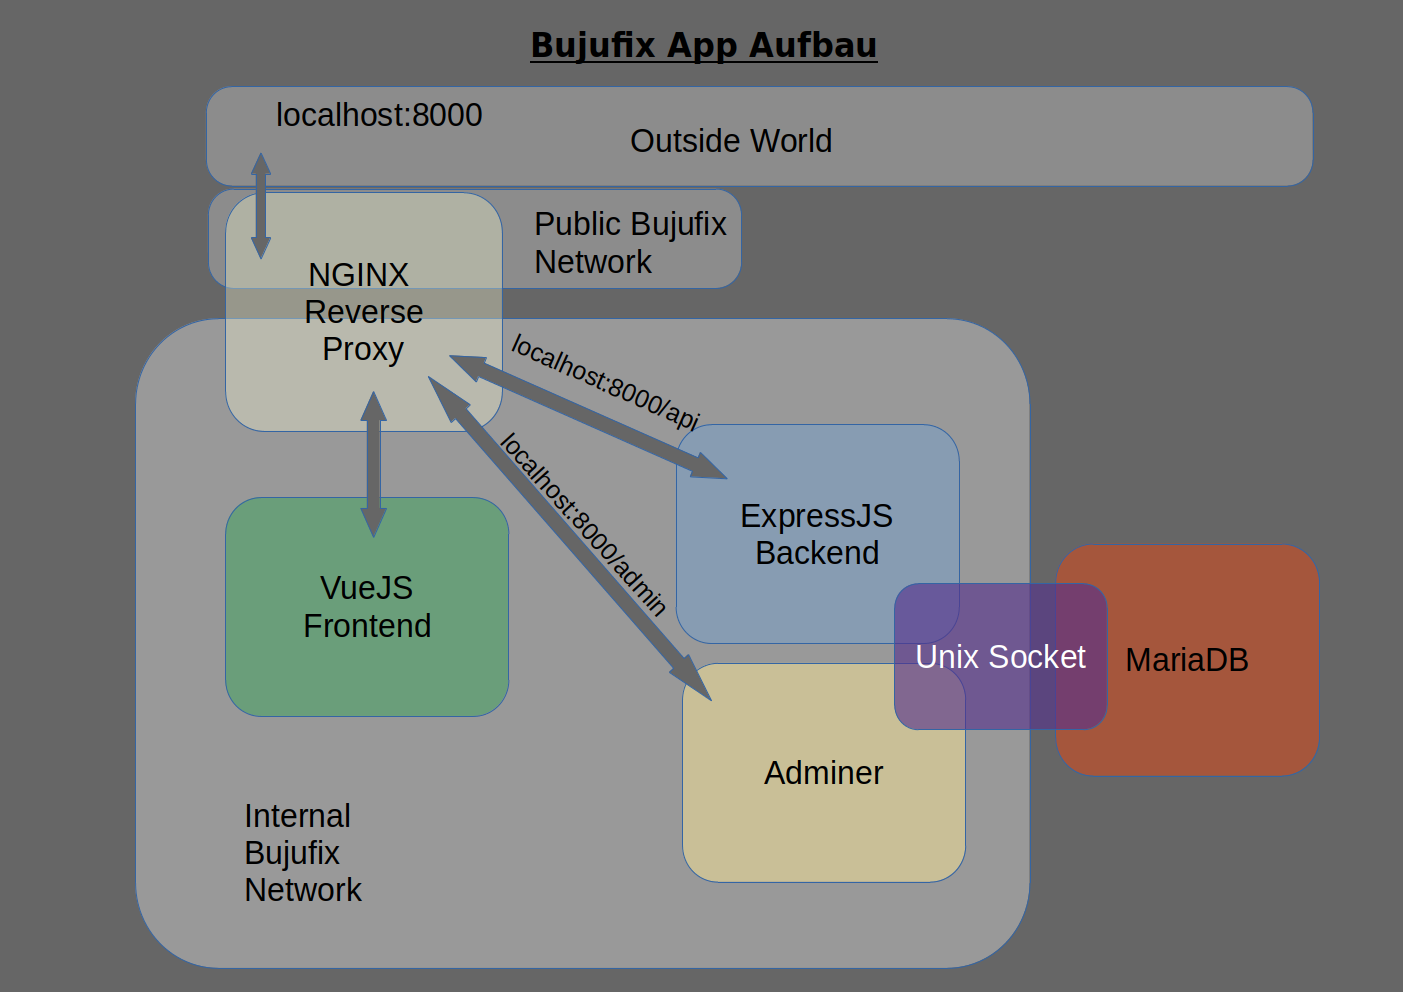 Bujufix App Aufbau
localhost:8000
Outside World
Public Bujufix
Network
NGINX
Reverse
Proxy
localhost:8000/api
localhost:8000/admin
ExpressJS
Backend
VueJS
Frontend
Unix Socket
MariaDB
Adminer
Internal
Bujufix
Network